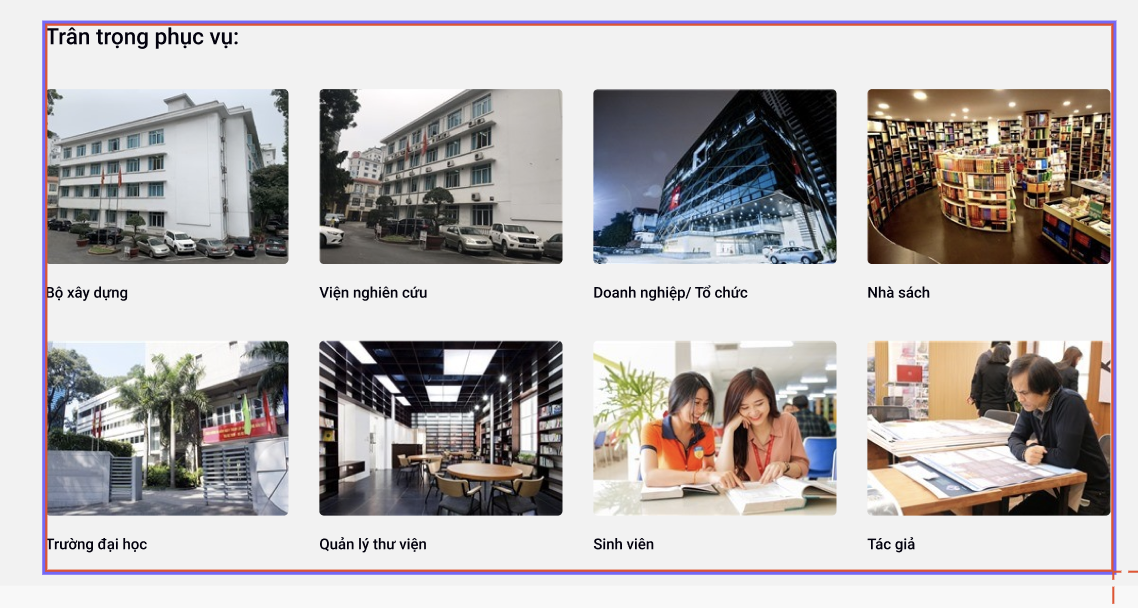 Trân trọng phục vụ:
Bộ xây dựng
Viện nghiên cứu
Doanh nghiệp/ Tổ chức
Nhà sách
Trường đại học
Quản lý thư viện
Sinh viên
Tác giả